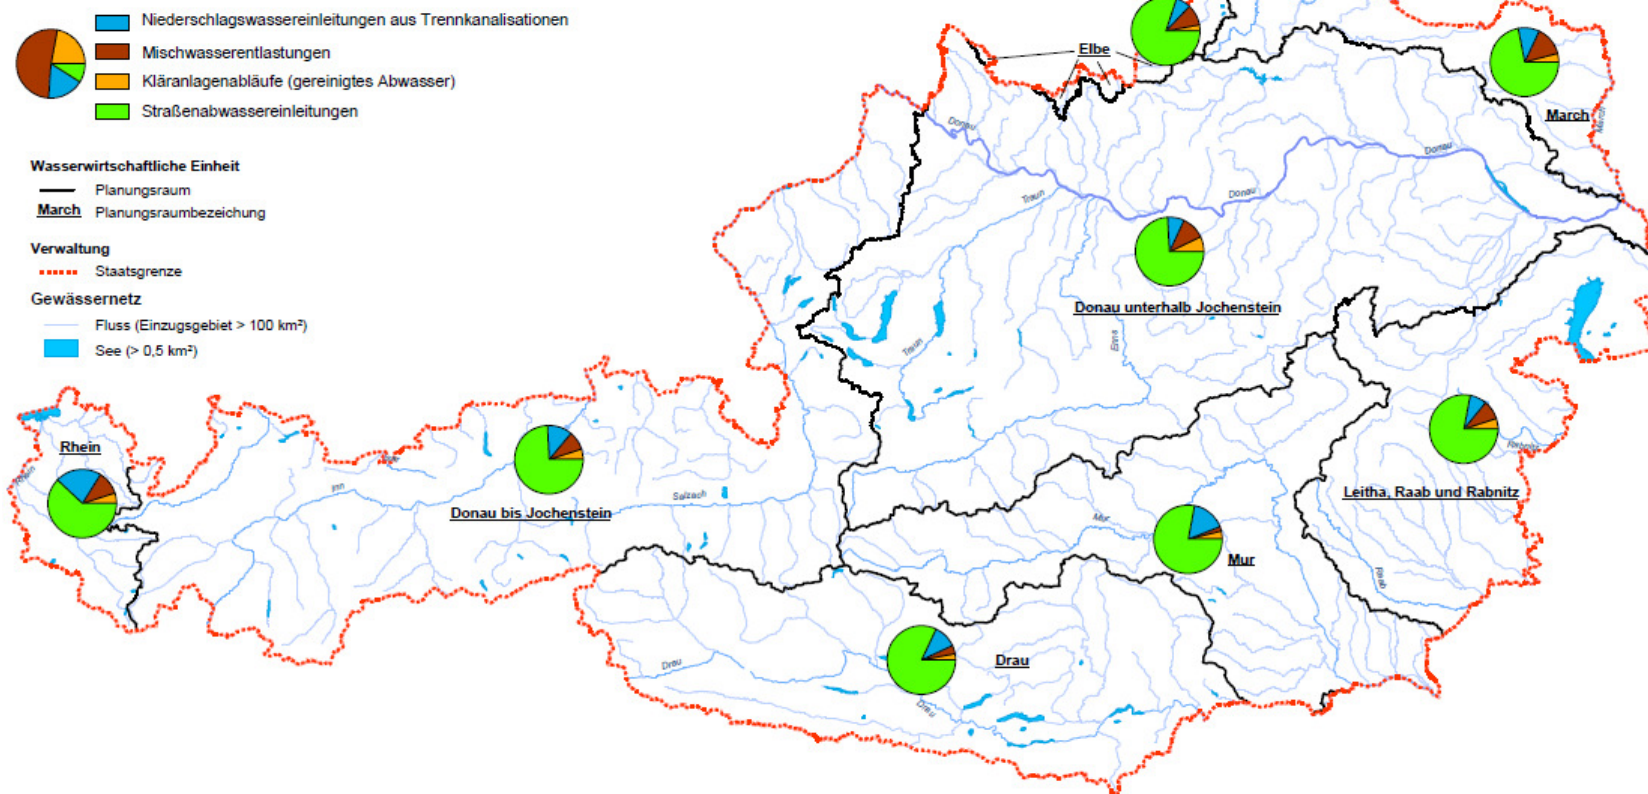 Niederschlagswassereinleitungen aus Trennkanalisationen
Mischwasserentlastungen
Kläranlagenabläufe (gereinigtes Abwasser)
Straßenabwassereinleitungen
Wasserwirtschaftliche Einheit
Planungsraum
March Planungsraumbezeichung
Verwaltung
Staatsgrenze
Gewässernetz
Fluss (Einzugsgebiet > 100 km²)
See (> 0,5 km²)
Elbe
March
March
Donau
Donau
Donau
Traun
Donau unterhalb Jochenstein
Traun
Enns
Rhein
Rhein
Inn
Salzach
Donau bis Jochenstein
Rabnitz
Leitha, Raab und Rabnitz
Mur
Mur
Raab
Drau
Drau
Drau